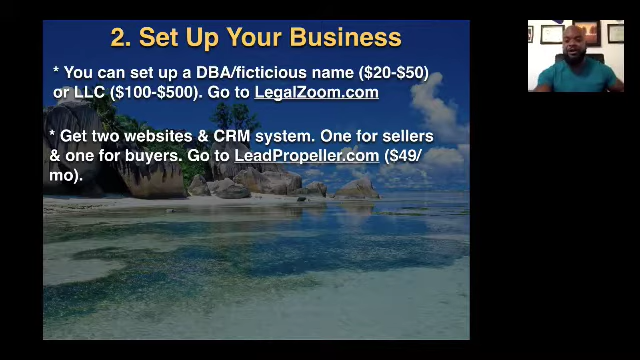 2. Set Up Your Business
* You can set up a DBA/ficticious name ($20-$50)
or LLC ($100-$500). Go to LegalZoom.com
* Get two websites & CRM system. One for sellers
& one for buyers. Go to LeadPropeller.com ($49/
mo).